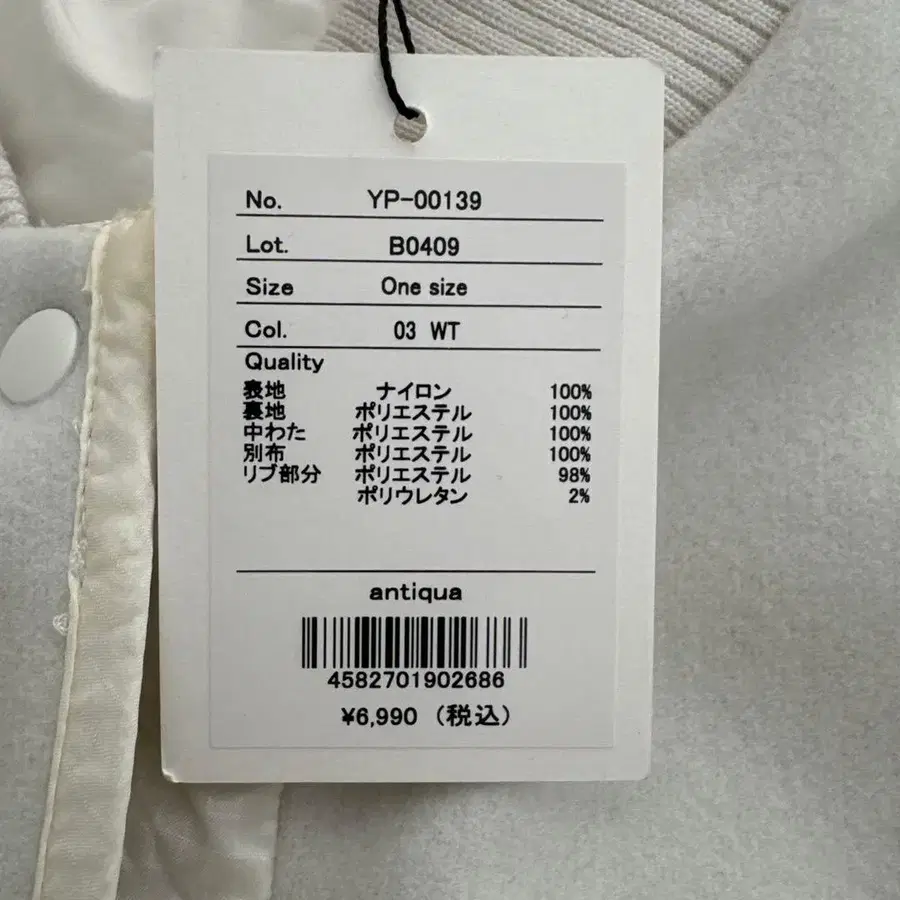 No. YP-00139
Lot. B0409
Size One size
Col. 03 WT
Quality
表地 ナイロン 100%
裏地 ポリエステル 100%
中わた ポリエステル 100%
別布 ポリエステル 100%
リブ部分 ポリエステル 98%
ポリウレタン 2%
antiqua
4582701902686
¥6,990 (税込)